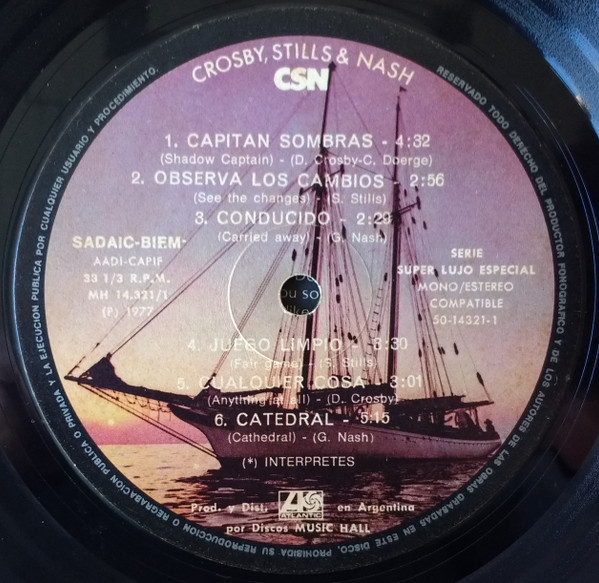 CROSBY, STILLS & NASH
CSN
1. CAPITAN SOMBRAS - 4:32
(Shadow Captain) - (D. Crosby-C. Doerge)
2. OBSERVA LOS CAMBIOS - 2:56
(See the changes) - (S. Stills)
3. CONDUCIDO - 2:29
(Carried away) - (G. Nash)
SADAIC-BIEM-
AADI-CAPIF
33 1/3 R.P.M.
MH 14.321/1
(P) 1977
SERIE
SUPER LUJO ESPECIAL
MONO/ESTEREO
COMPATIBLE
50-14321-1
ou so
like
4. JUEGO LIMPIO - 3:30
(Fair game) - (S. Stills)
5. CUALQUIER COSA - 3:01
(Anything at all) - (D. Crosby)
6. CATEDRAL - 5:15
(Cathedral) - (G. Nash)
(*) INTERPRETES
Prod. y Dist. ATLANTIC en Argentina
por Discos MUSIC HALL
RESERVADO TODO DERECHO DEL PRODUCTOR FONOGRAFICO Y DE LOS AUTORES DE LAS OBRAS GRABADAS EN ESTE DISCO. PROHIBIDA SU REPRODUCCION O REGRABACION PUBLICA O PRIVADA Y LA EJECUCION PUBLICA POR CUALQUIER USUARIO Y PROCEDIMIENTO.